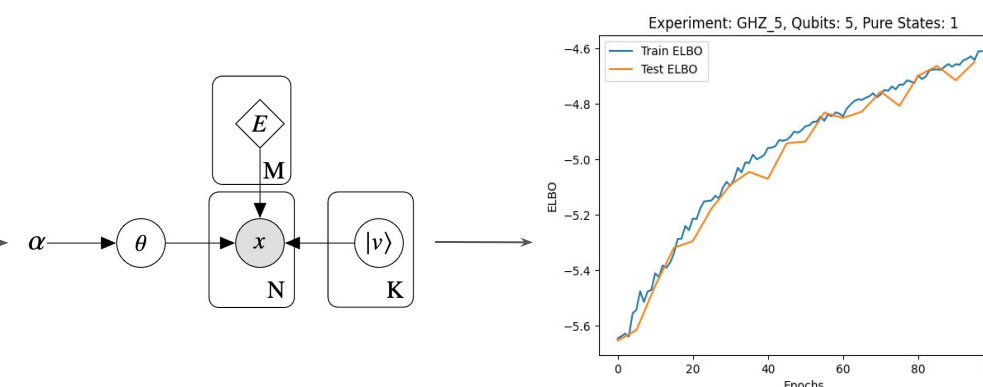 E
M
α
θ
x
|v⟩
N
K
Experiment: GHZ_5, Qubits: 5, Pure States: 1
Train ELBO
Test ELBO
ELBO
−4.6
−4.8
−5.0
−5.2
−5.4
−5.6
0
20
40
60
80
Epochs